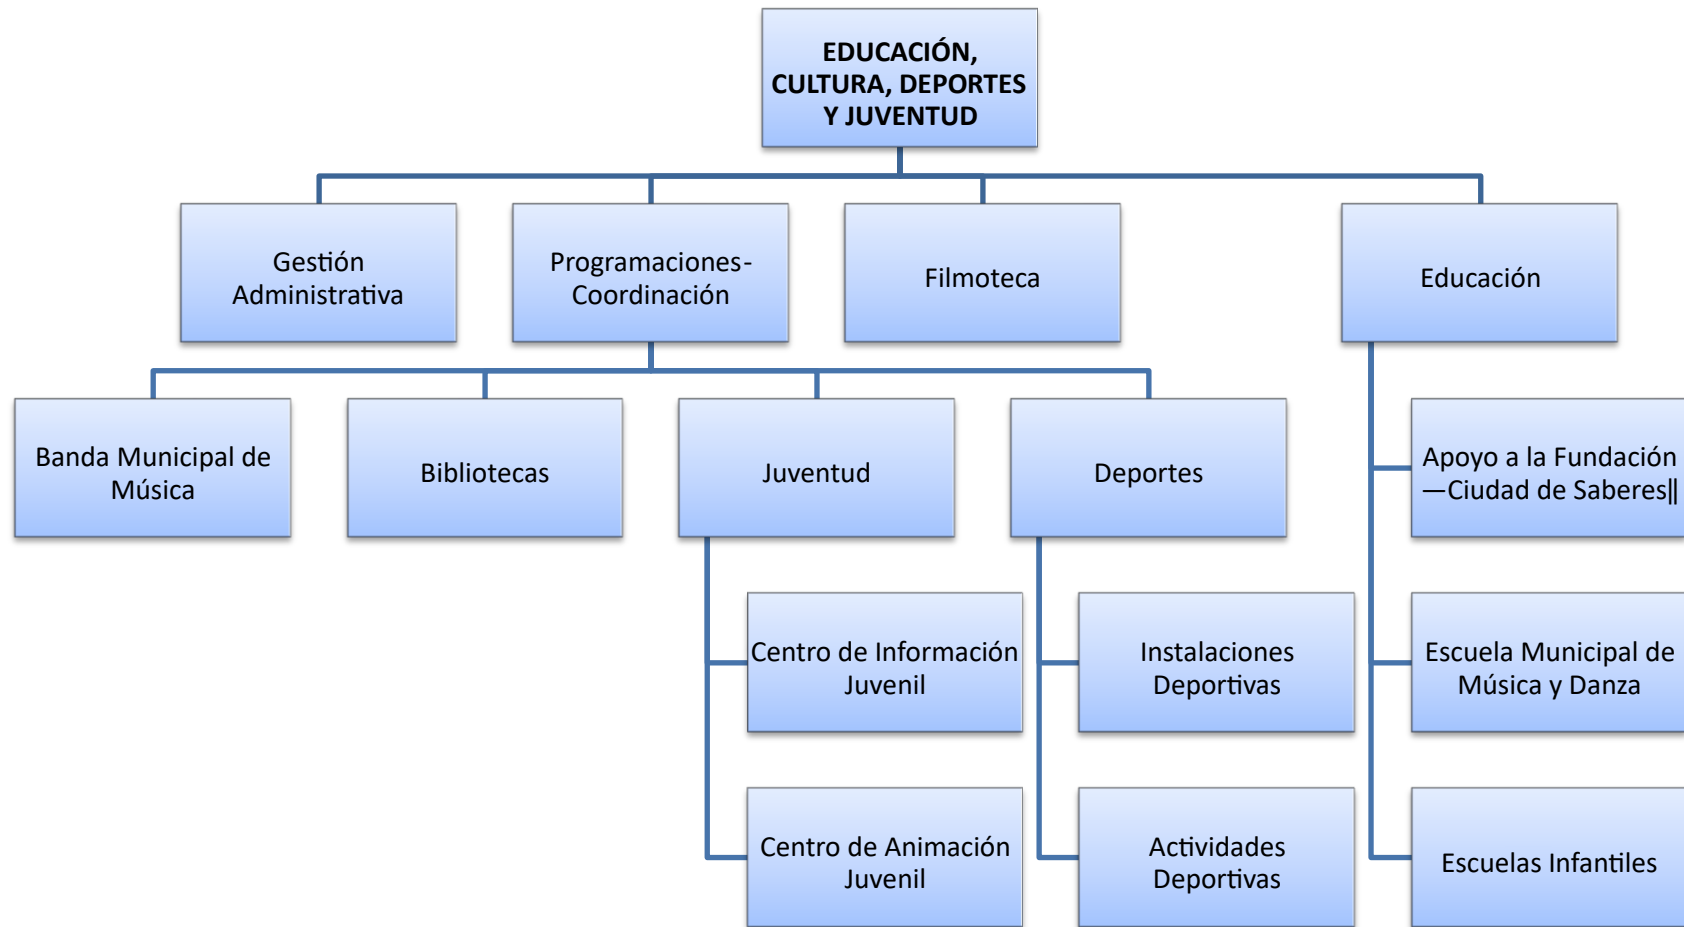 EDUCACIÓN,
CULTURA, DEPORTES
Y JUVENTUD
Gestión
Administrativa
Programaciones-
Coordinación
Filmoteca
Educación
Banda Municipal de
Música
Bibliotecas
Juventud
Deportes
Apoyo a la Fundación
―Ciudad de Saberes‖
Centro de Información
Juvenil
Instalaciones
Deportivas
Escuela Municipal de
Música y Danza
Centro de Animación
Juvenil
Actividades
Deportivas
Escuelas Infantiles